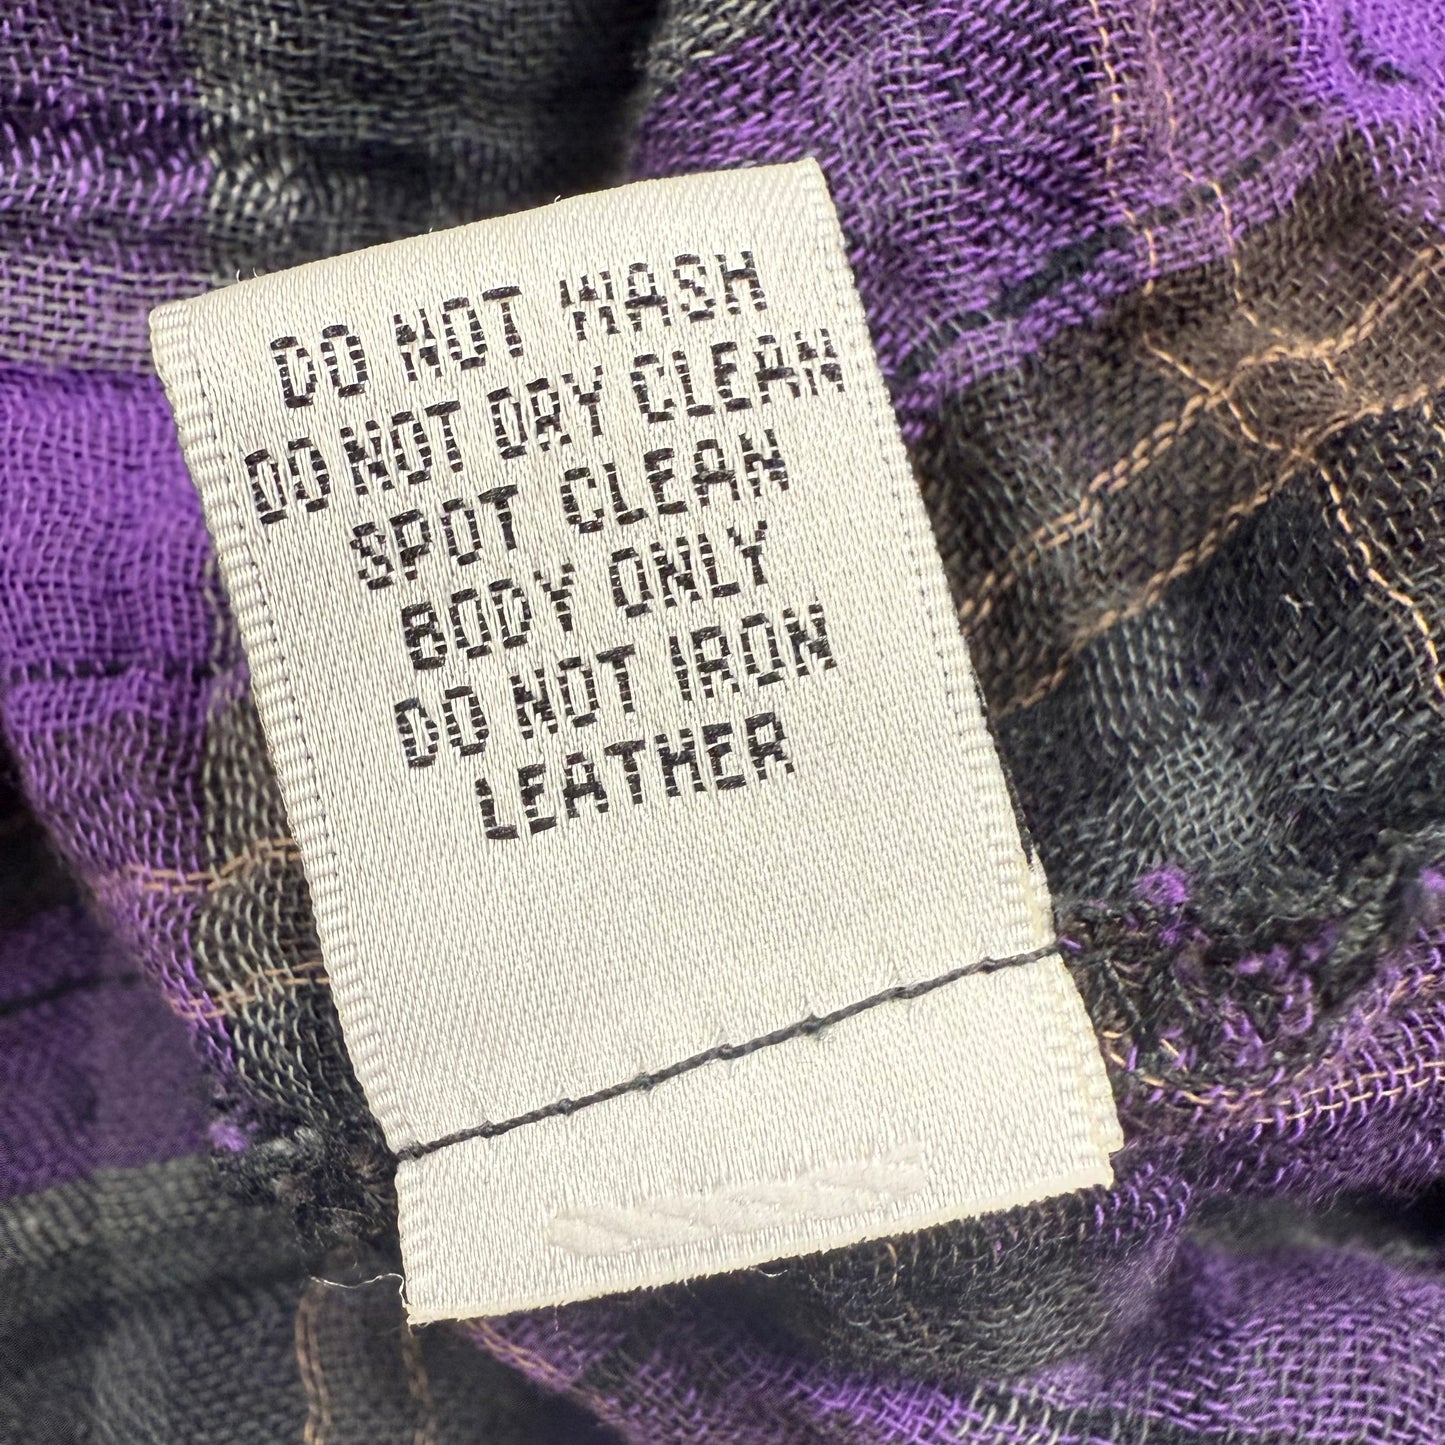 DO NOT WASH
DO NOT DRY CLEAN
SPOT CLEAN
BODY ONLY
DO NOT IRON
LEATHER